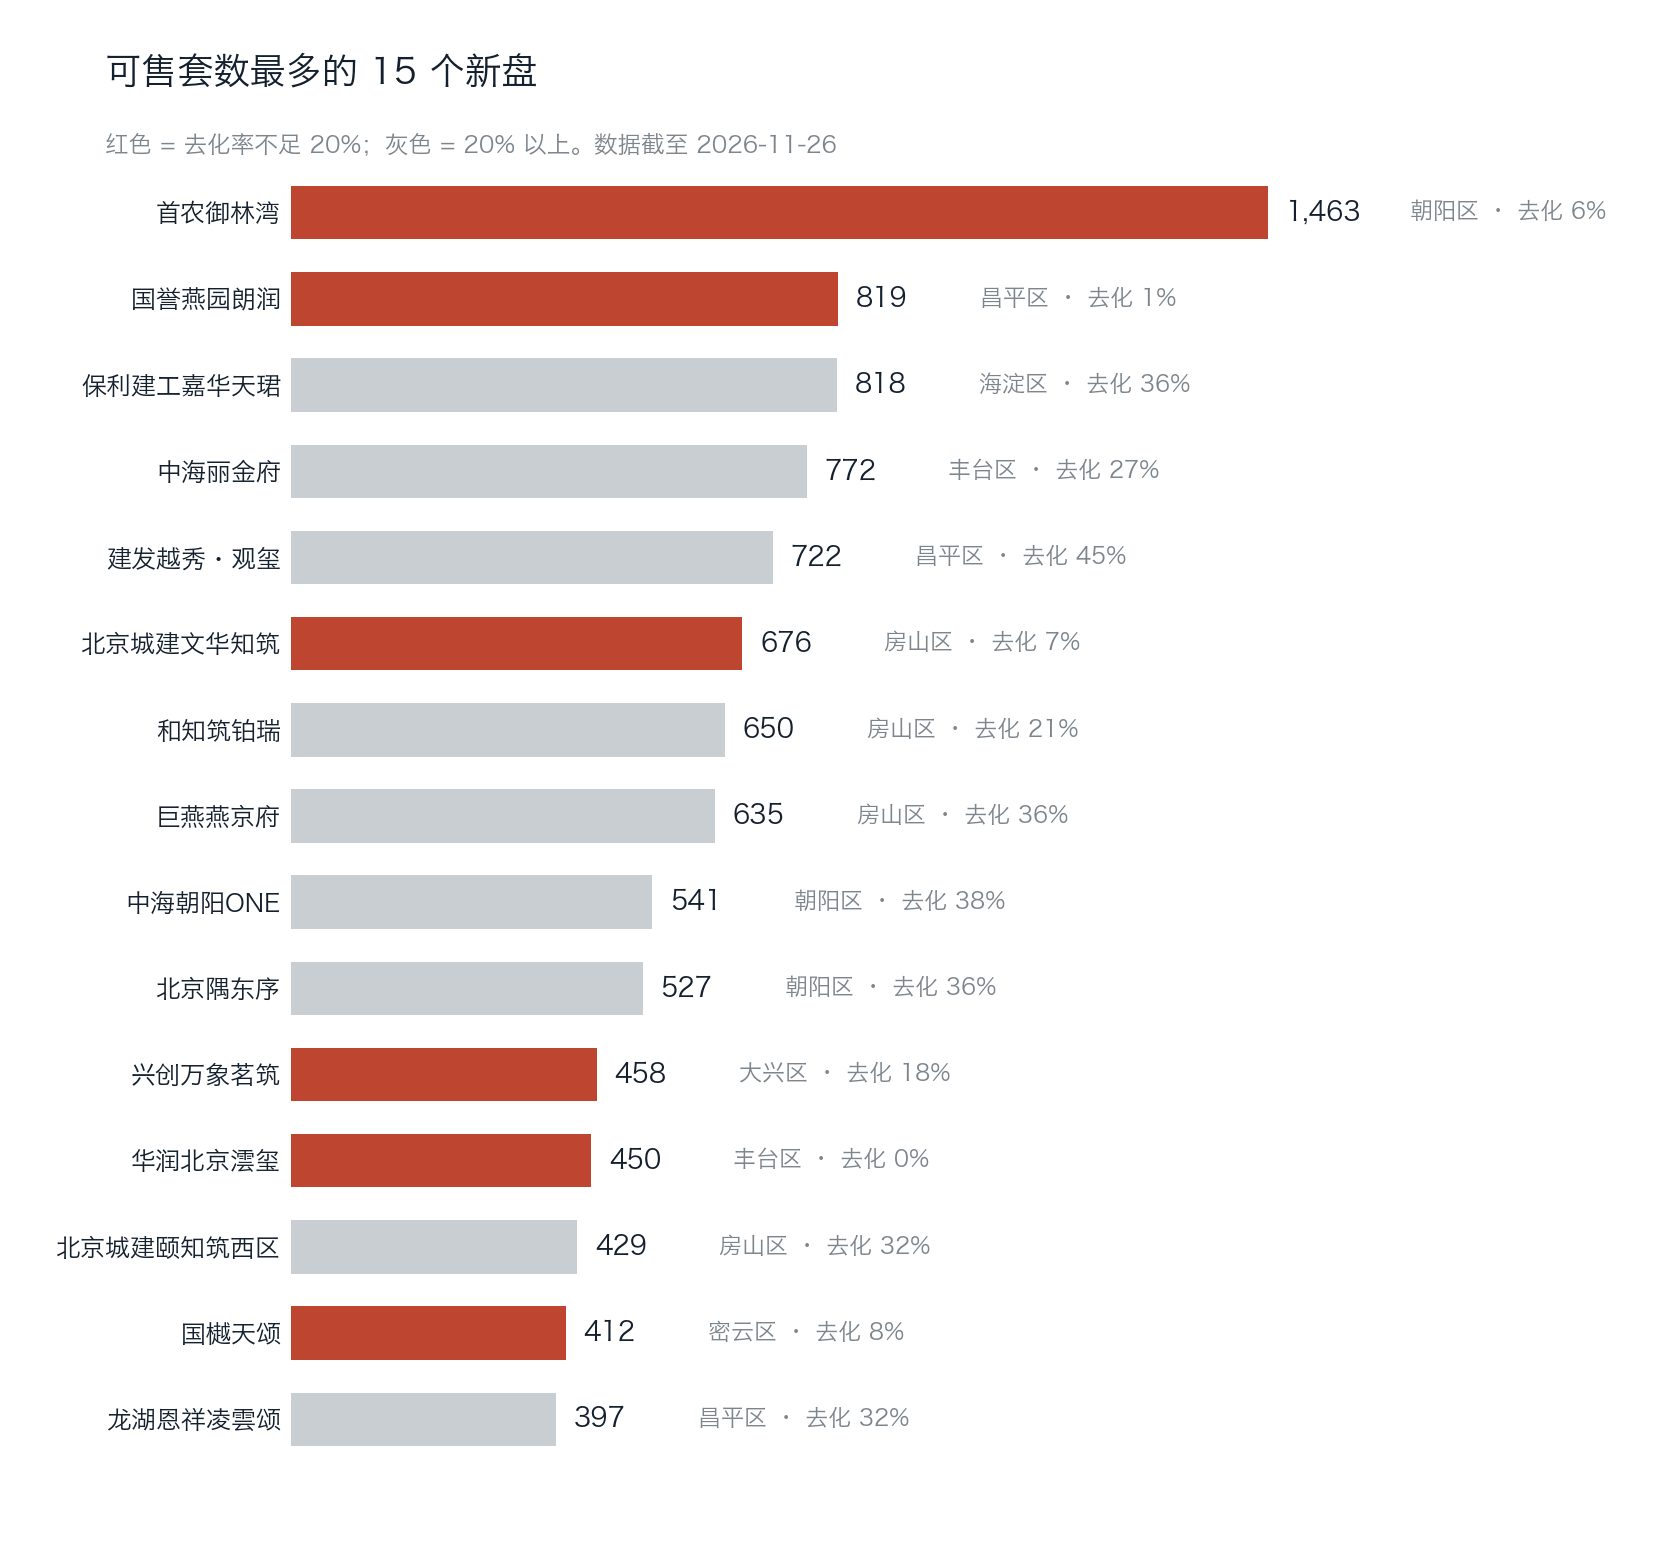 可售套数最多的 15 个新盘
红色 = 去化率不足 20%；灰色 = 20% 以上。数据截至 2026-11-26
首农御林湾 1,463 朝阳区 · 去化 6%
国誉燕园朗润 819 昌平区 · 去化 1%
保利建工嘉华天珺 818 海淀区 · 去化 36%
中海丽金府 772 丰台区 · 去化 27%
建发越秀·观玺 722 昌平区 · 去化 45%
北京城建文华知筑 676 房山区 · 去化 7%
和知筑铂瑞 650 房山区 · 去化 21%
巨燕燕京府 635 房山区 · 去化 36%
中海朝阳ONE 541 朝阳区 · 去化 38%
北京隅东序 527 朝阳区 · 去化 36%
兴创万象茗筑 458 大兴区 · 去化 18%
华润北京澐玺 450 丰台区 · 去化 0%
北京城建颐知筑西区 429 房山区 · 去化 32%
国樾天颂 412 密云区 · 去化 8%
龙湖恩祥凌雲颂 397 昌平区 · 去化 32%